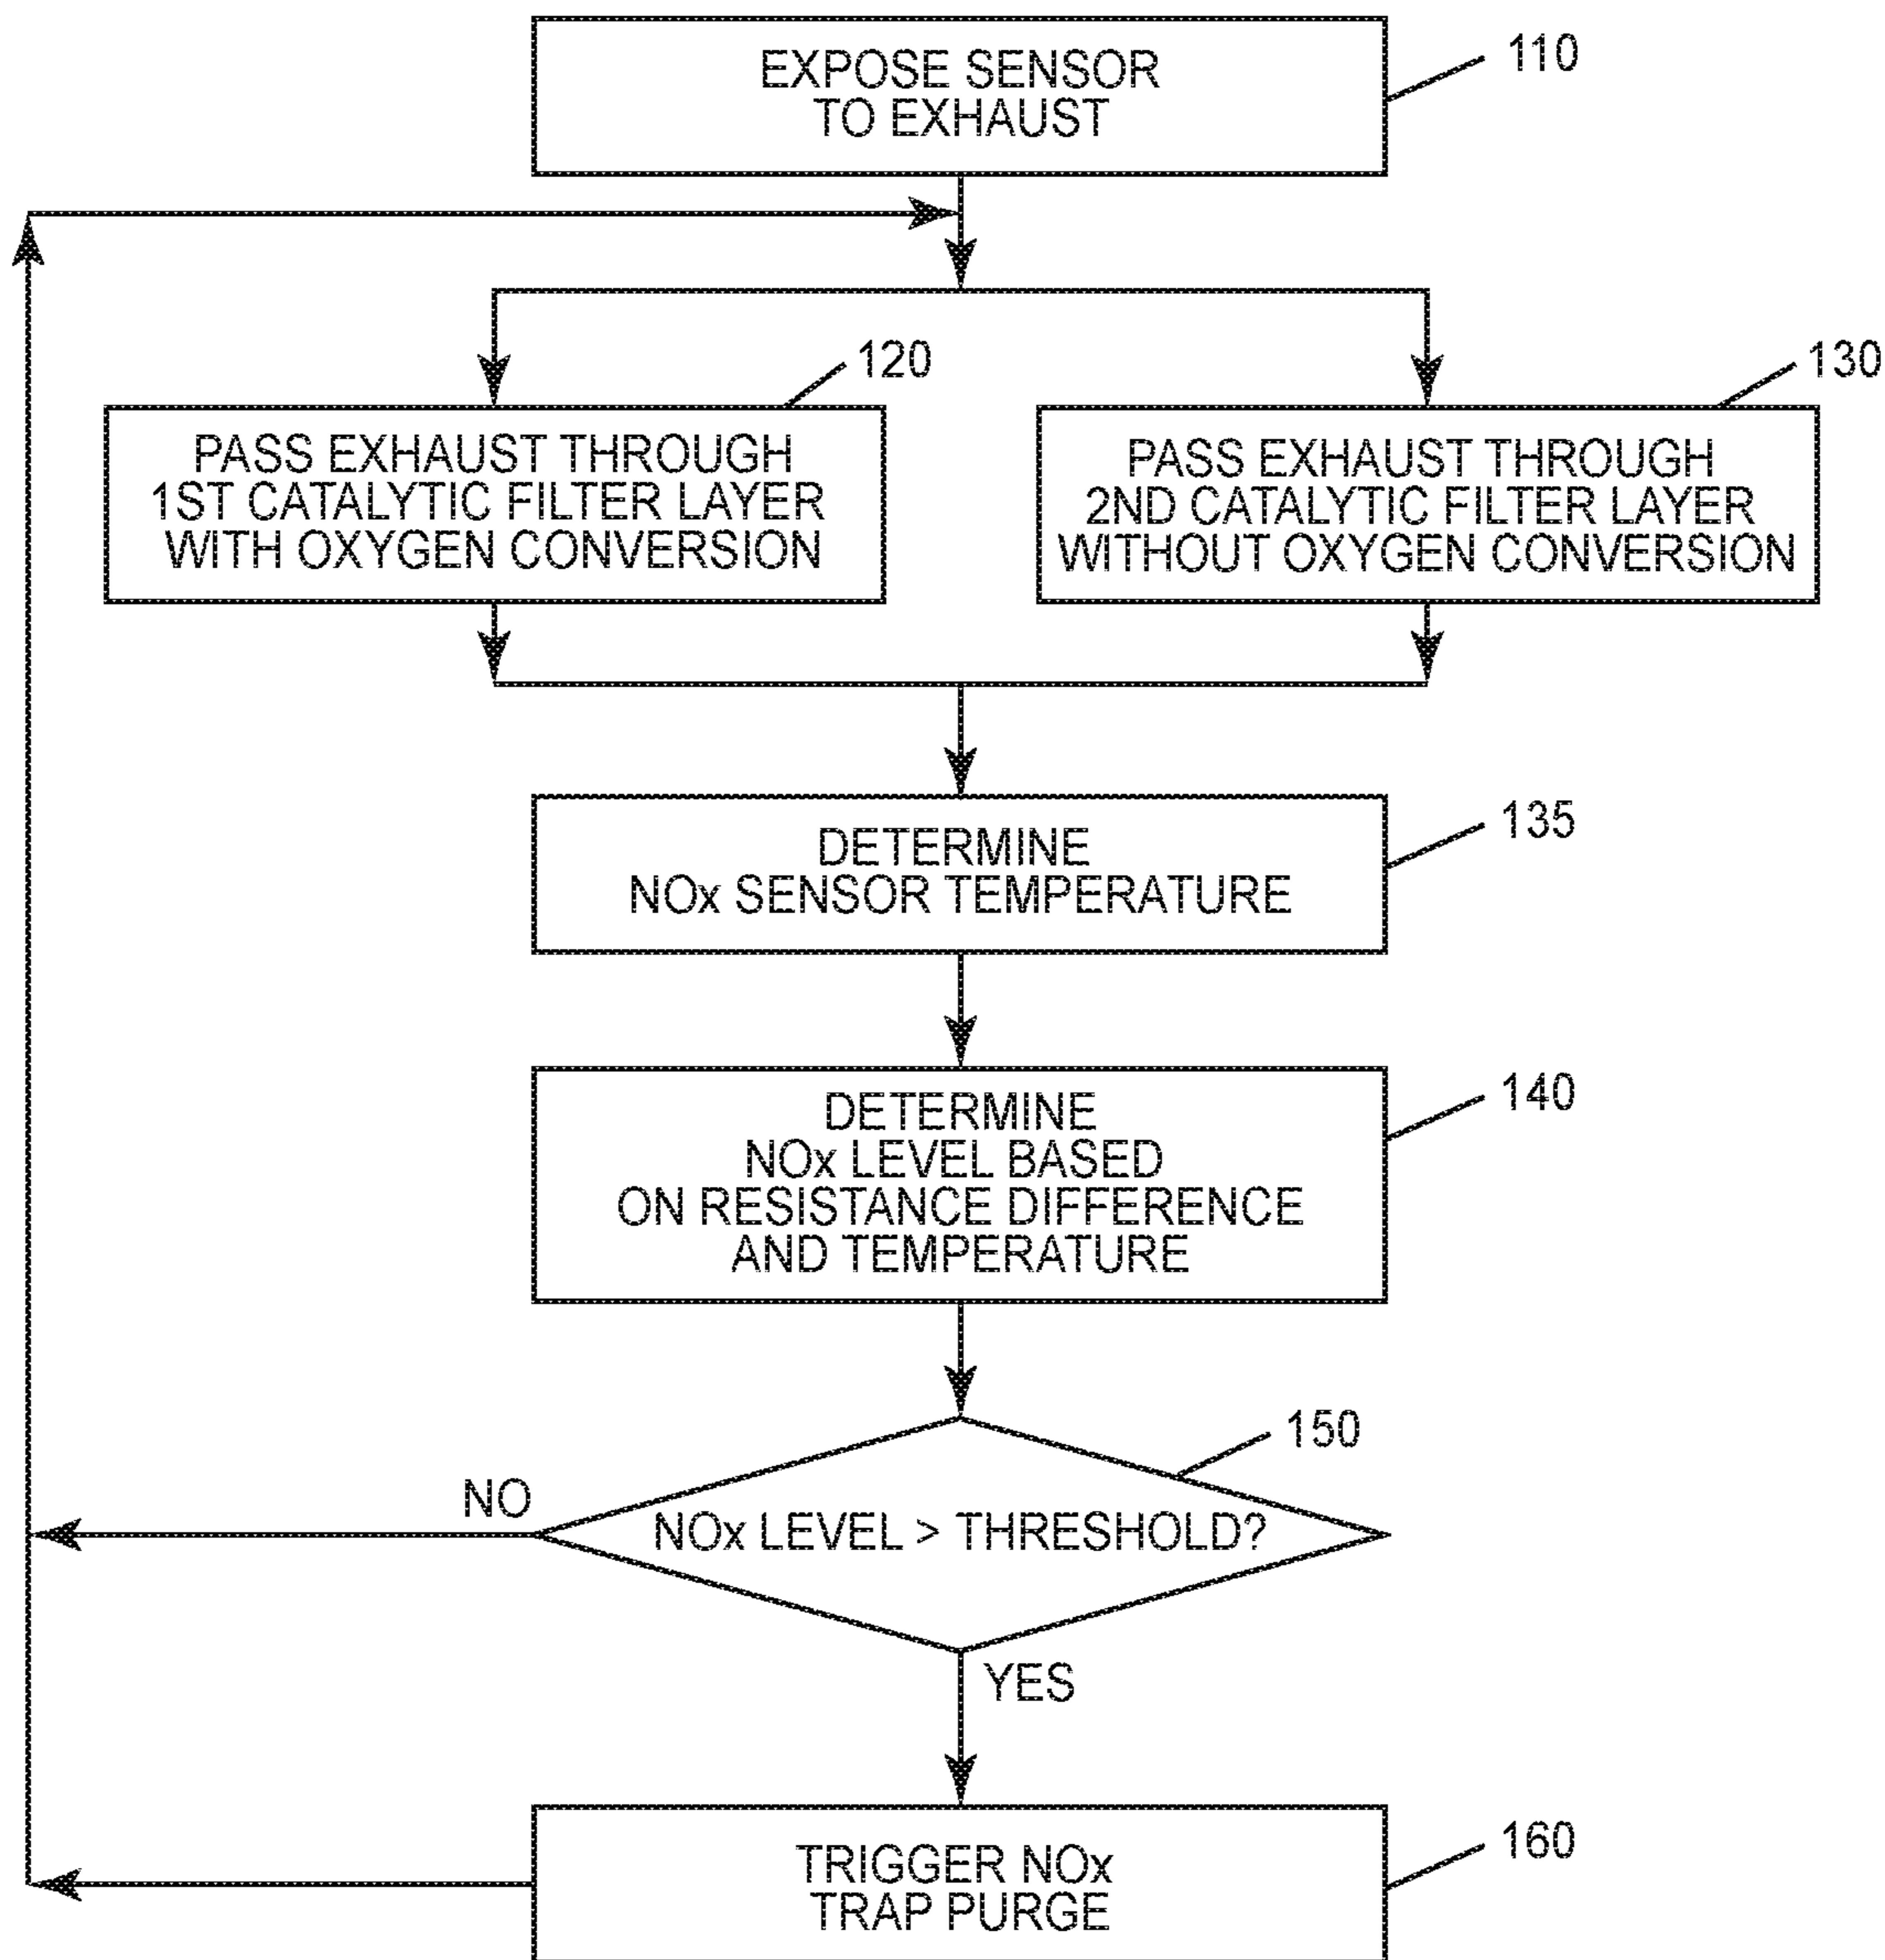 EXPOSE SENSOR
TO EXHAUST
110
120
130
PASS EXHAUST THROUGH
1ST CATALYTIC FILTER LAYER
WITH OXYGEN CONVERSION
PASS EXHAUST THROUGH
2ND CATALYTIC FILTER LAYER
WITHOUT OXYGEN CONVERSION
DETERMINE
NOx SENSOR TEMPERATURE
135
DETERMINE
NOx LEVEL BASED
ON RESISTANCE DIFFERENCE
AND TEMPERATURE
140
150
NO
NOx LEVEL > THRESHOLD?
YES
TRIGGER NOx
TRAP PURGE
160